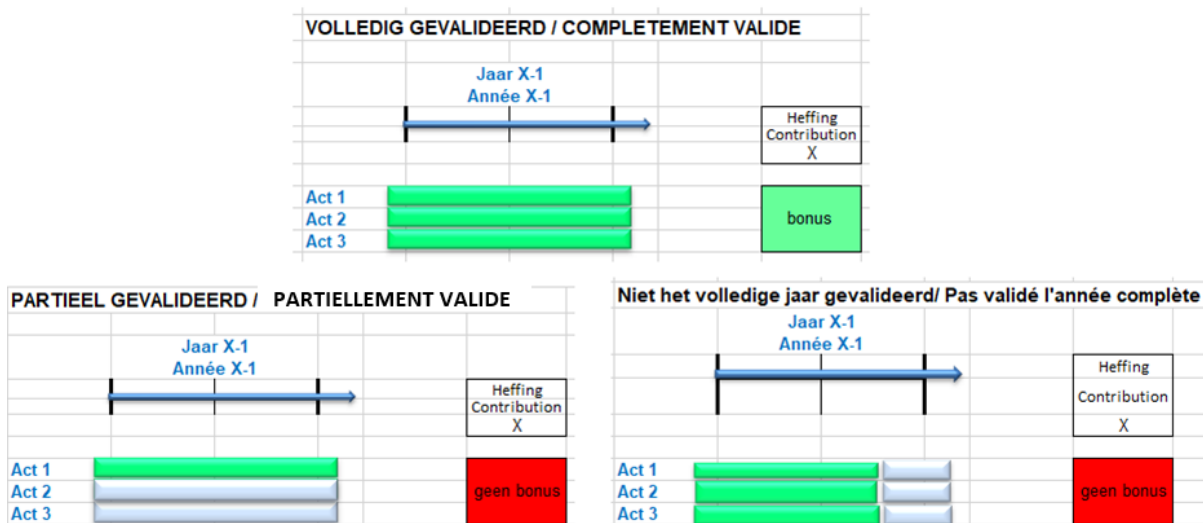 VOLLEDIG GEVALIDEERD / COMPLETEMENT VALIDE
Jaar X-1
Année X-1
Heffing
Contribution
X
Act 1
Act 2
Act 3
bonus
PARTIEEL GEVALIDEERD / PARTIELLEMENT VALIDE
Jaar X-1
Année X-1
Heffing
Contribution
X
Act 1
Act 2
Act 3
geen bonus
Niet het volledige jaar gevalideerd/ Pas validé l'année complète
Jaar X-1
Année X-1
Heffing
Contribution
X
Act 1
Act 2
Act 3
geen bonus